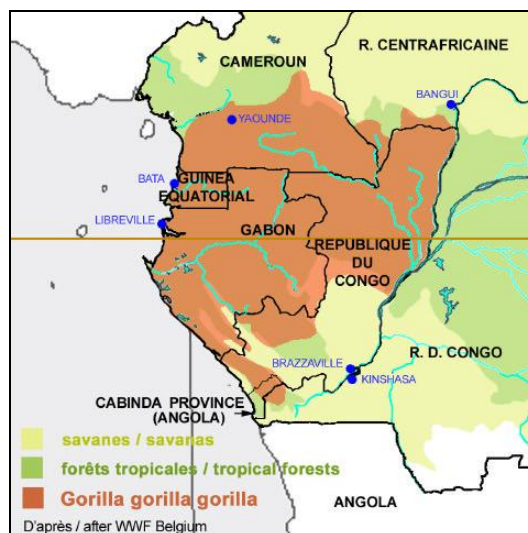 R. CENTRAFRICAINE
CAMEROUN
BANGUI
YAOUNDE
BATA
GUINEA
EQUATORIAL
LIBREVILLE
GABON
REPUBLIQUE
DU
CONGO
R. D. CONGO
BRAZZAVILLE
KINSHASA
CABINDA PROVINCE
(ANGOLA)
savanes / savanas
forêts tropicales / tropical forests
Gorilla gorilla gorilla
ANGOLA
D'après / after WWF Belgium